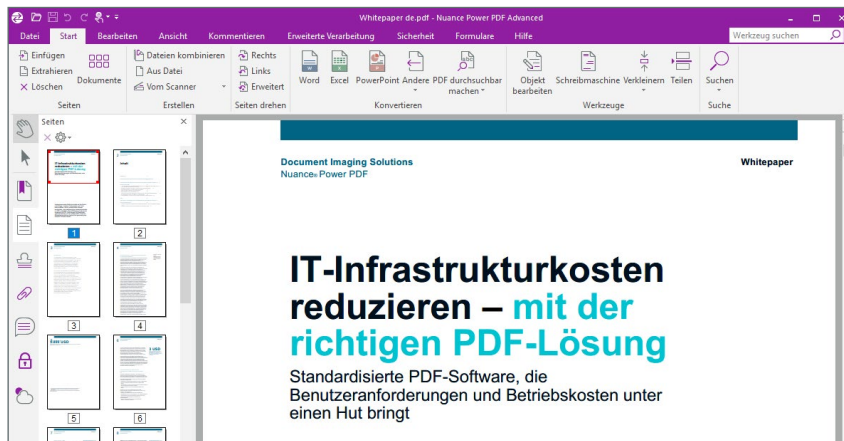 Whitepaper de.pdf - Nuance Power PDF Advanced
Datei Start Bearbeiten Ansicht Kommentieren Erweiterte Verarbeitung Sicherheit Formulare Hilfe Werkzeug suchen
Einfügen
Extrahieren
Löschen
Dokumente
Seiten
Dateien kombinieren
Aus Datei
Vom Scanner
Erstellen
Rechts
Links
Erweitert
Seiten drehen
Word Excel PowerPoint Andere PDF durchsuchbar
machen
Konvertieren
Objekt
bearbeiten
Schreibmaschine Verkleinern Teilen
Werkzeuge
Suchen
Suche
Seiten
1
2
3
4
5
6
Document Imaging Solutions
Nuance® Power PDF
Whitepaper
IT-Infrastrukturkosten
reduzieren – mit der
richtigen PDF-Lösung
Standardisierte PDF-Software, die
Benutzeranforderungen und Betriebskosten unter
einen Hut bringt